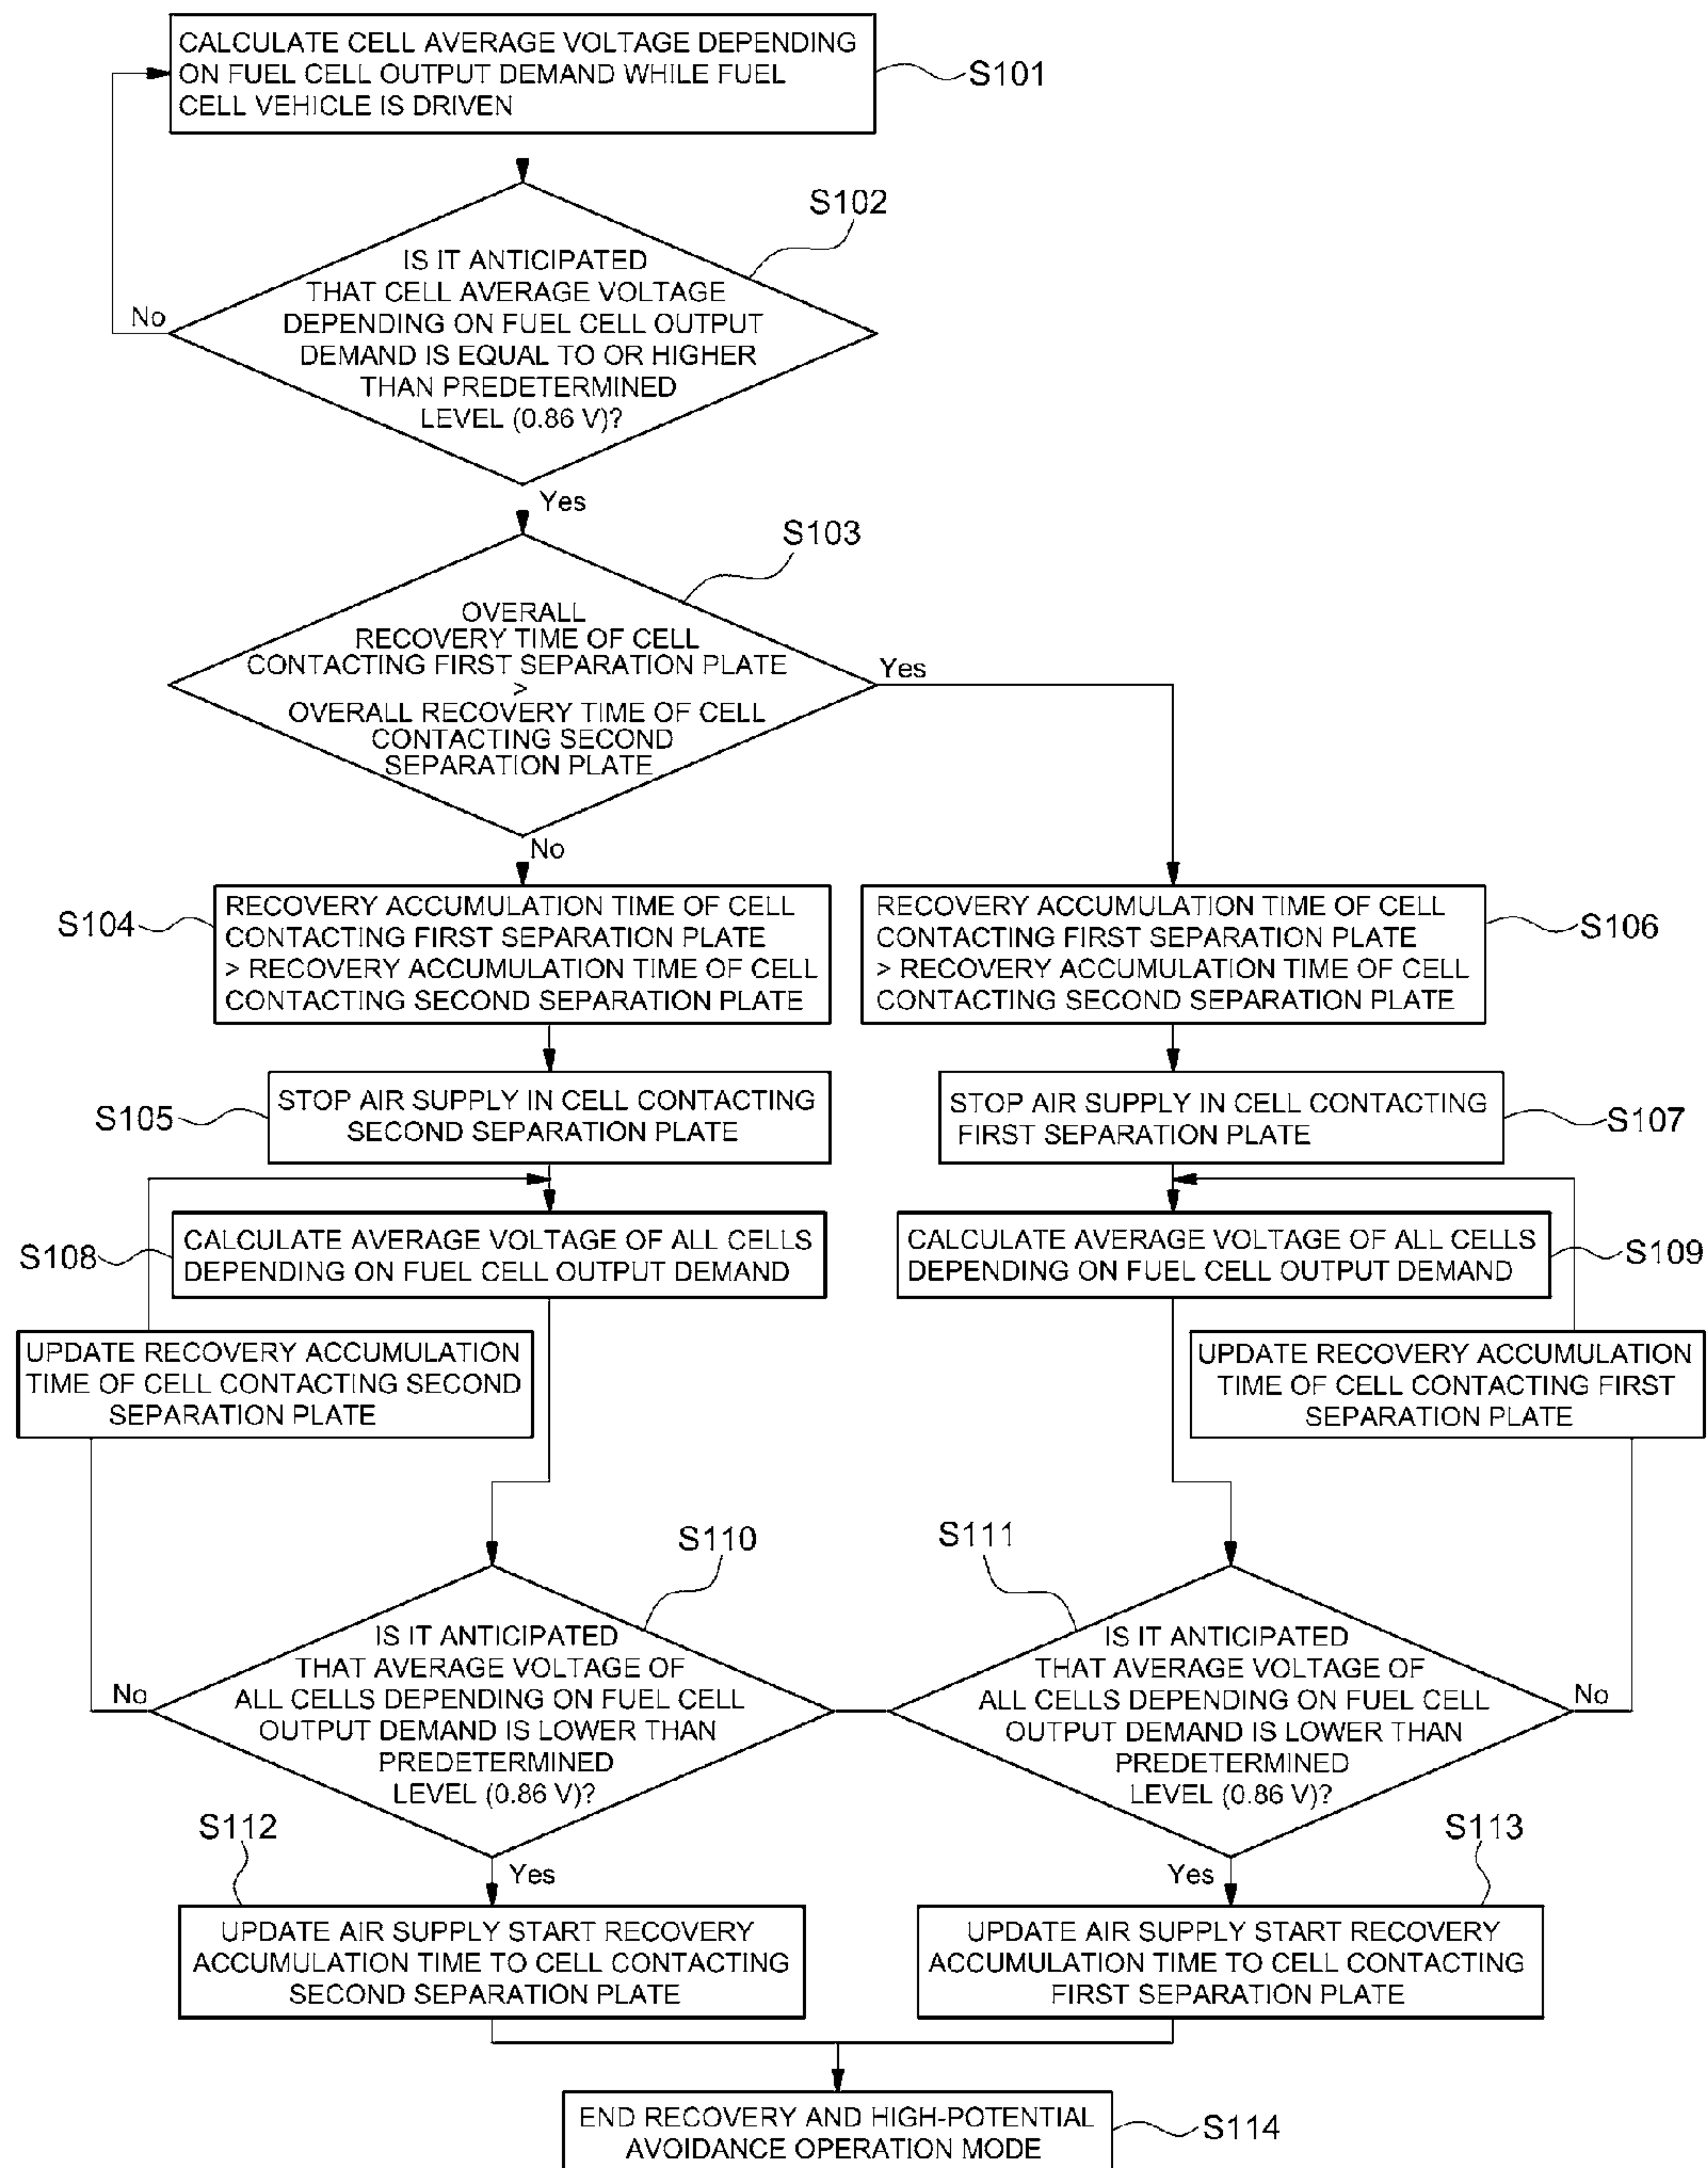 CALCULATE CELL AVERAGE VOLTAGE DEPENDING
ON FUEL CELL OUTPUT DEMAND WHILE FUEL
CELL VEHICLE IS DRIVEN
S101
S102
IS IT ANTICIPATED
THAT CELL AVERAGE VOLTAGE
DEPENDING ON FUEL CELL OUTPUT
DEMAND IS EQUAL TO OR HIGHER
THAN PREDETERMINED
LEVEL (0.86 V)?
No
Yes
S103
OVERALL
RECOVERY TIME OF CELL
CONTACTING FIRST SEPARATION PLATE
>
OVERALL RECOVERY TIME OF CELL
CONTACTING SECOND
SEPARATION PLATE
Yes
No
S104
RECOVERY ACCUMULATION TIME OF CELL
CONTACTING FIRST SEPARATION PLATE
> RECOVERY ACCUMULATION TIME OF CELL
CONTACTING SECOND SEPARATION PLATE
RECOVERY ACCUMULATION TIME OF CELL
CONTACTING FIRST SEPARATION PLATE
> RECOVERY ACCUMULATION TIME OF CELL
CONTACTING SECOND SEPARATION PLATE
S106
S105
STOP AIR SUPPLY IN CELL CONTACTING
SECOND SEPARATION PLATE
STOP AIR SUPPLY IN CELL CONTACTING
FIRST SEPARATION PLATE
S107
S108
CALCULATE AVERAGE VOLTAGE OF ALL CELLS
DEPENDING ON FUEL CELL OUTPUT DEMAND
CALCULATE AVERAGE VOLTAGE OF ALL CELLS
DEPENDING ON FUEL CELL OUTPUT DEMAND
S109
UPDATE RECOVERY ACCUMULATION
TIME OF CELL CONTACTING SECOND
SEPARATION PLATE
UPDATE RECOVERY ACCUMULATION
TIME OF CELL CONTACTING FIRST
SEPARATION PLATE
S110
S111
IS IT ANTICIPATED
THAT AVERAGE VOLTAGE OF
ALL CELLS DEPENDING ON FUEL CELL
OUTPUT DEMAND IS LOWER THAN
PREDETERMINED
LEVEL (0.86 V)?
No
IS IT ANTICIPATED
THAT AVERAGE VOLTAGE OF
ALL CELLS DEPENDING ON FUEL CELL
OUTPUT DEMAND IS LOWER THAN
PREDETERMINED
LEVEL (0.86 V)?
No
S112
Yes
Yes
S113
UPDATE AIR SUPPLY START RECOVERY
ACCUMULATION TIME TO CELL CONTACTING
SECOND SEPARATION PLATE
UPDATE AIR SUPPLY START RECOVERY
ACCUMULATION TIME TO CELL CONTACTING
FIRST SEPARATION PLATE
END RECOVERY AND HIGH-POTENTIAL
AVOIDANCE OPERATION MODE
S114